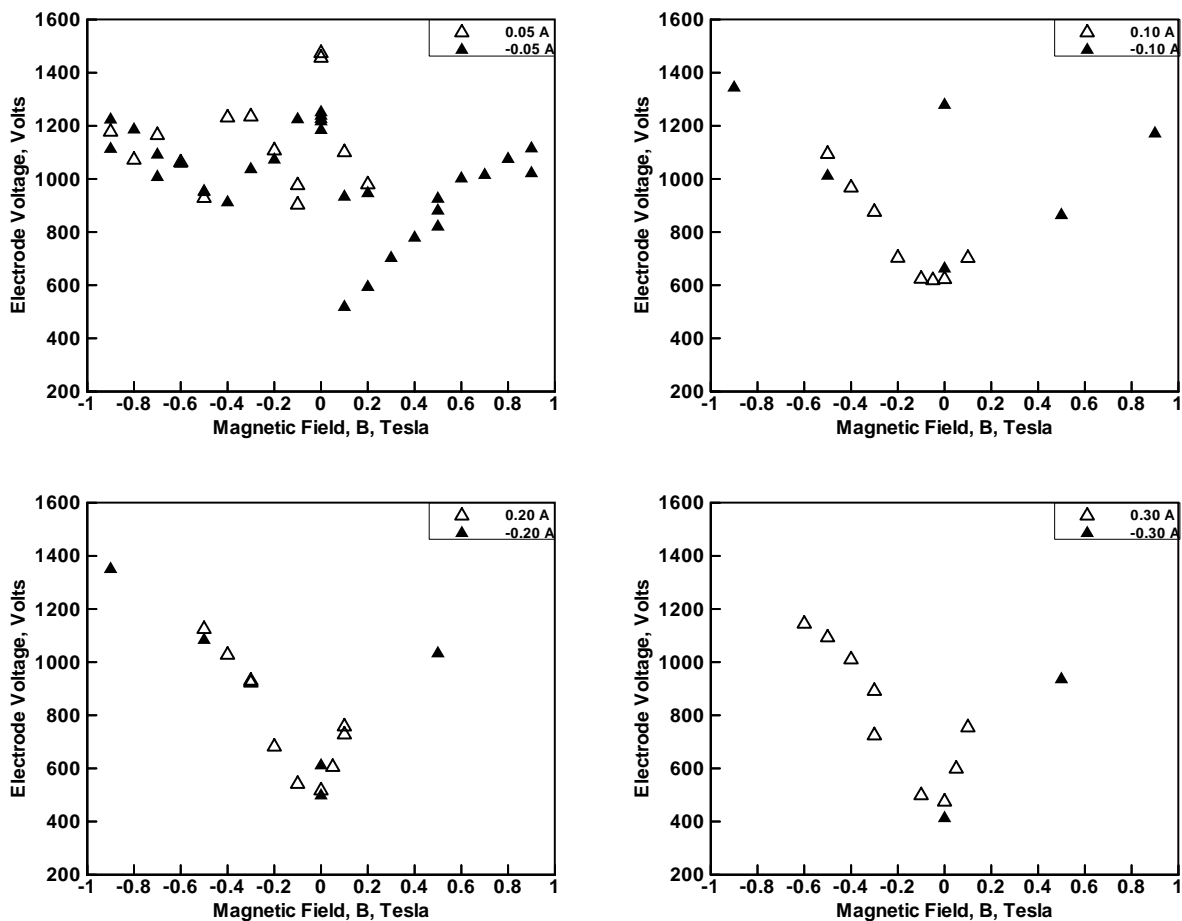 1600
1400
1200
1000
800
600
400
200
Electrode Voltage, Volts
0.05 A
-0.05 A
-1 -0.8 -0.6 -0.4 -0.2 0 0.2 0.4 0.6 0.8 1
Magnetic Field, B, Tesla
1600
1400
1200
1000
800
600
400
200
Electrode Voltage, Volts
0.10 A
-0.10 A
-1 -0.8 -0.6 -0.4 -0.2 0 0.2 0.4 0.6 0.8 1
Magnetic Field, B, Tesla
1600
1400
1200
1000
800
600
400
200
Electrode Voltage, Volts
0.20 A
-0.20 A
-1 -0.8 -0.6 -0.4 -0.2 0 0.2 0.4 0.6 0.8 1
Magnetic Field, B, Tesla
1600
1400
1200
1000
800
600
400
200
Electrode Voltage, Volts
0.30 A
-0.30 A
-1 -0.8 -0.6 -0.4 -0.2 0 0.2 0.4 0.6 0.8 1
Magnetic Field, B, Tesla